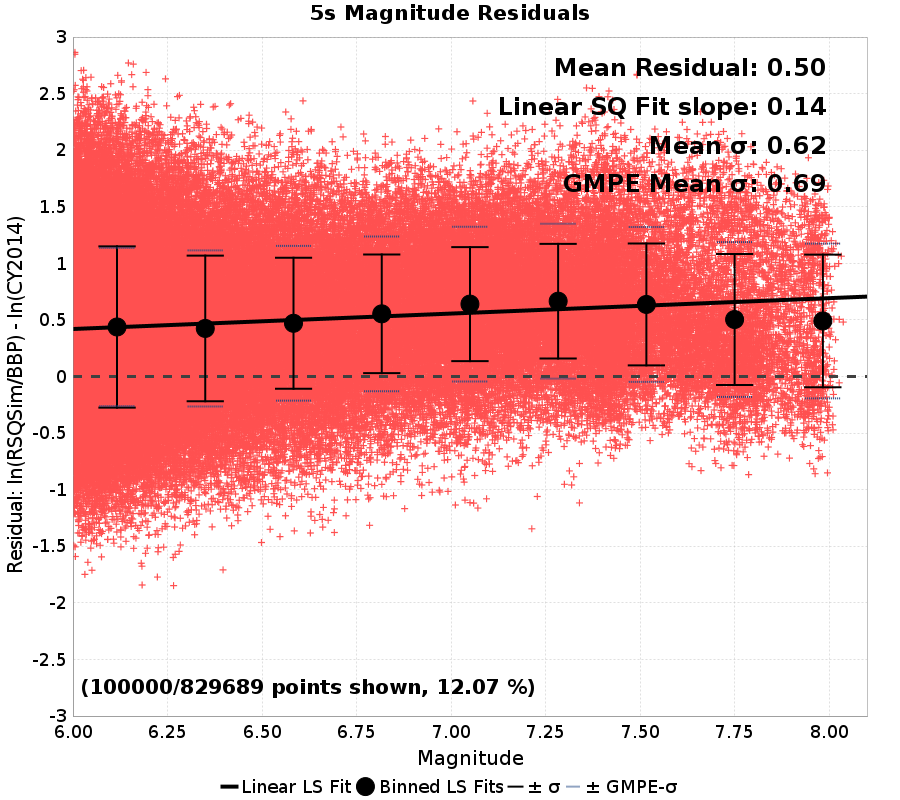 5s Magnitude Residuals
Mean Residual: 0.50
Linear SQ Fit slope: 0.14
Mean σ: 0.62
GMPE Mean σ: 0.69
Residual: ln(RSQSim/BBP) - ln(CY2014)
3
2.5
2
1.5
1
0.5
0
-0.5
-1
-1.5
-2
-2.5
-3
(100000/829689 points shown, 12.07 %)
6.00 6.25 6.50 6.75 7.00 7.25 7.50 7.75 8.00
Magnitude
Linear LS Fit Binned LS Fits ± σ ± GMPE-σ